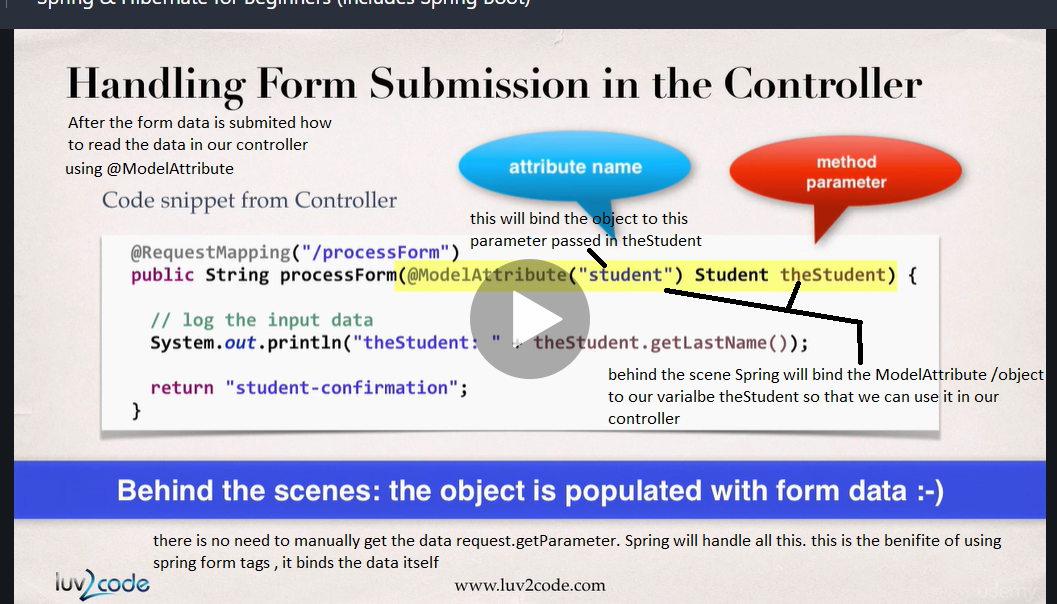 Spring & Hibernate for Beginners (includes Spring Boot)
Handling Form Submission in the Controller
After the form data is submited how
to read the data in our controller
using @ModelAttribute
attribute name
method
parameter
Code snippet from Controller
this will bind the object to this
parameter passed in theStudent
@RequestMapping("/processForm")
public String processForm(@ModelAttribute("student") Student theStudent) {
// log the input data
System.out.println("theStudent: " + theStudent.getLastName());
return "student-confirmation";
}
behind the scene Spring will bind the ModelAttribute /object
to our varialbe theStudent so that we can use it in our
controller
Behind the scenes: the object is populated with form data :-)
there is no need to manually get the data request.getParameter. Spring will handle all this. this is the benifite of using
spring form tags , it binds the data itself
luv2code
www.luv2code.com
udemy